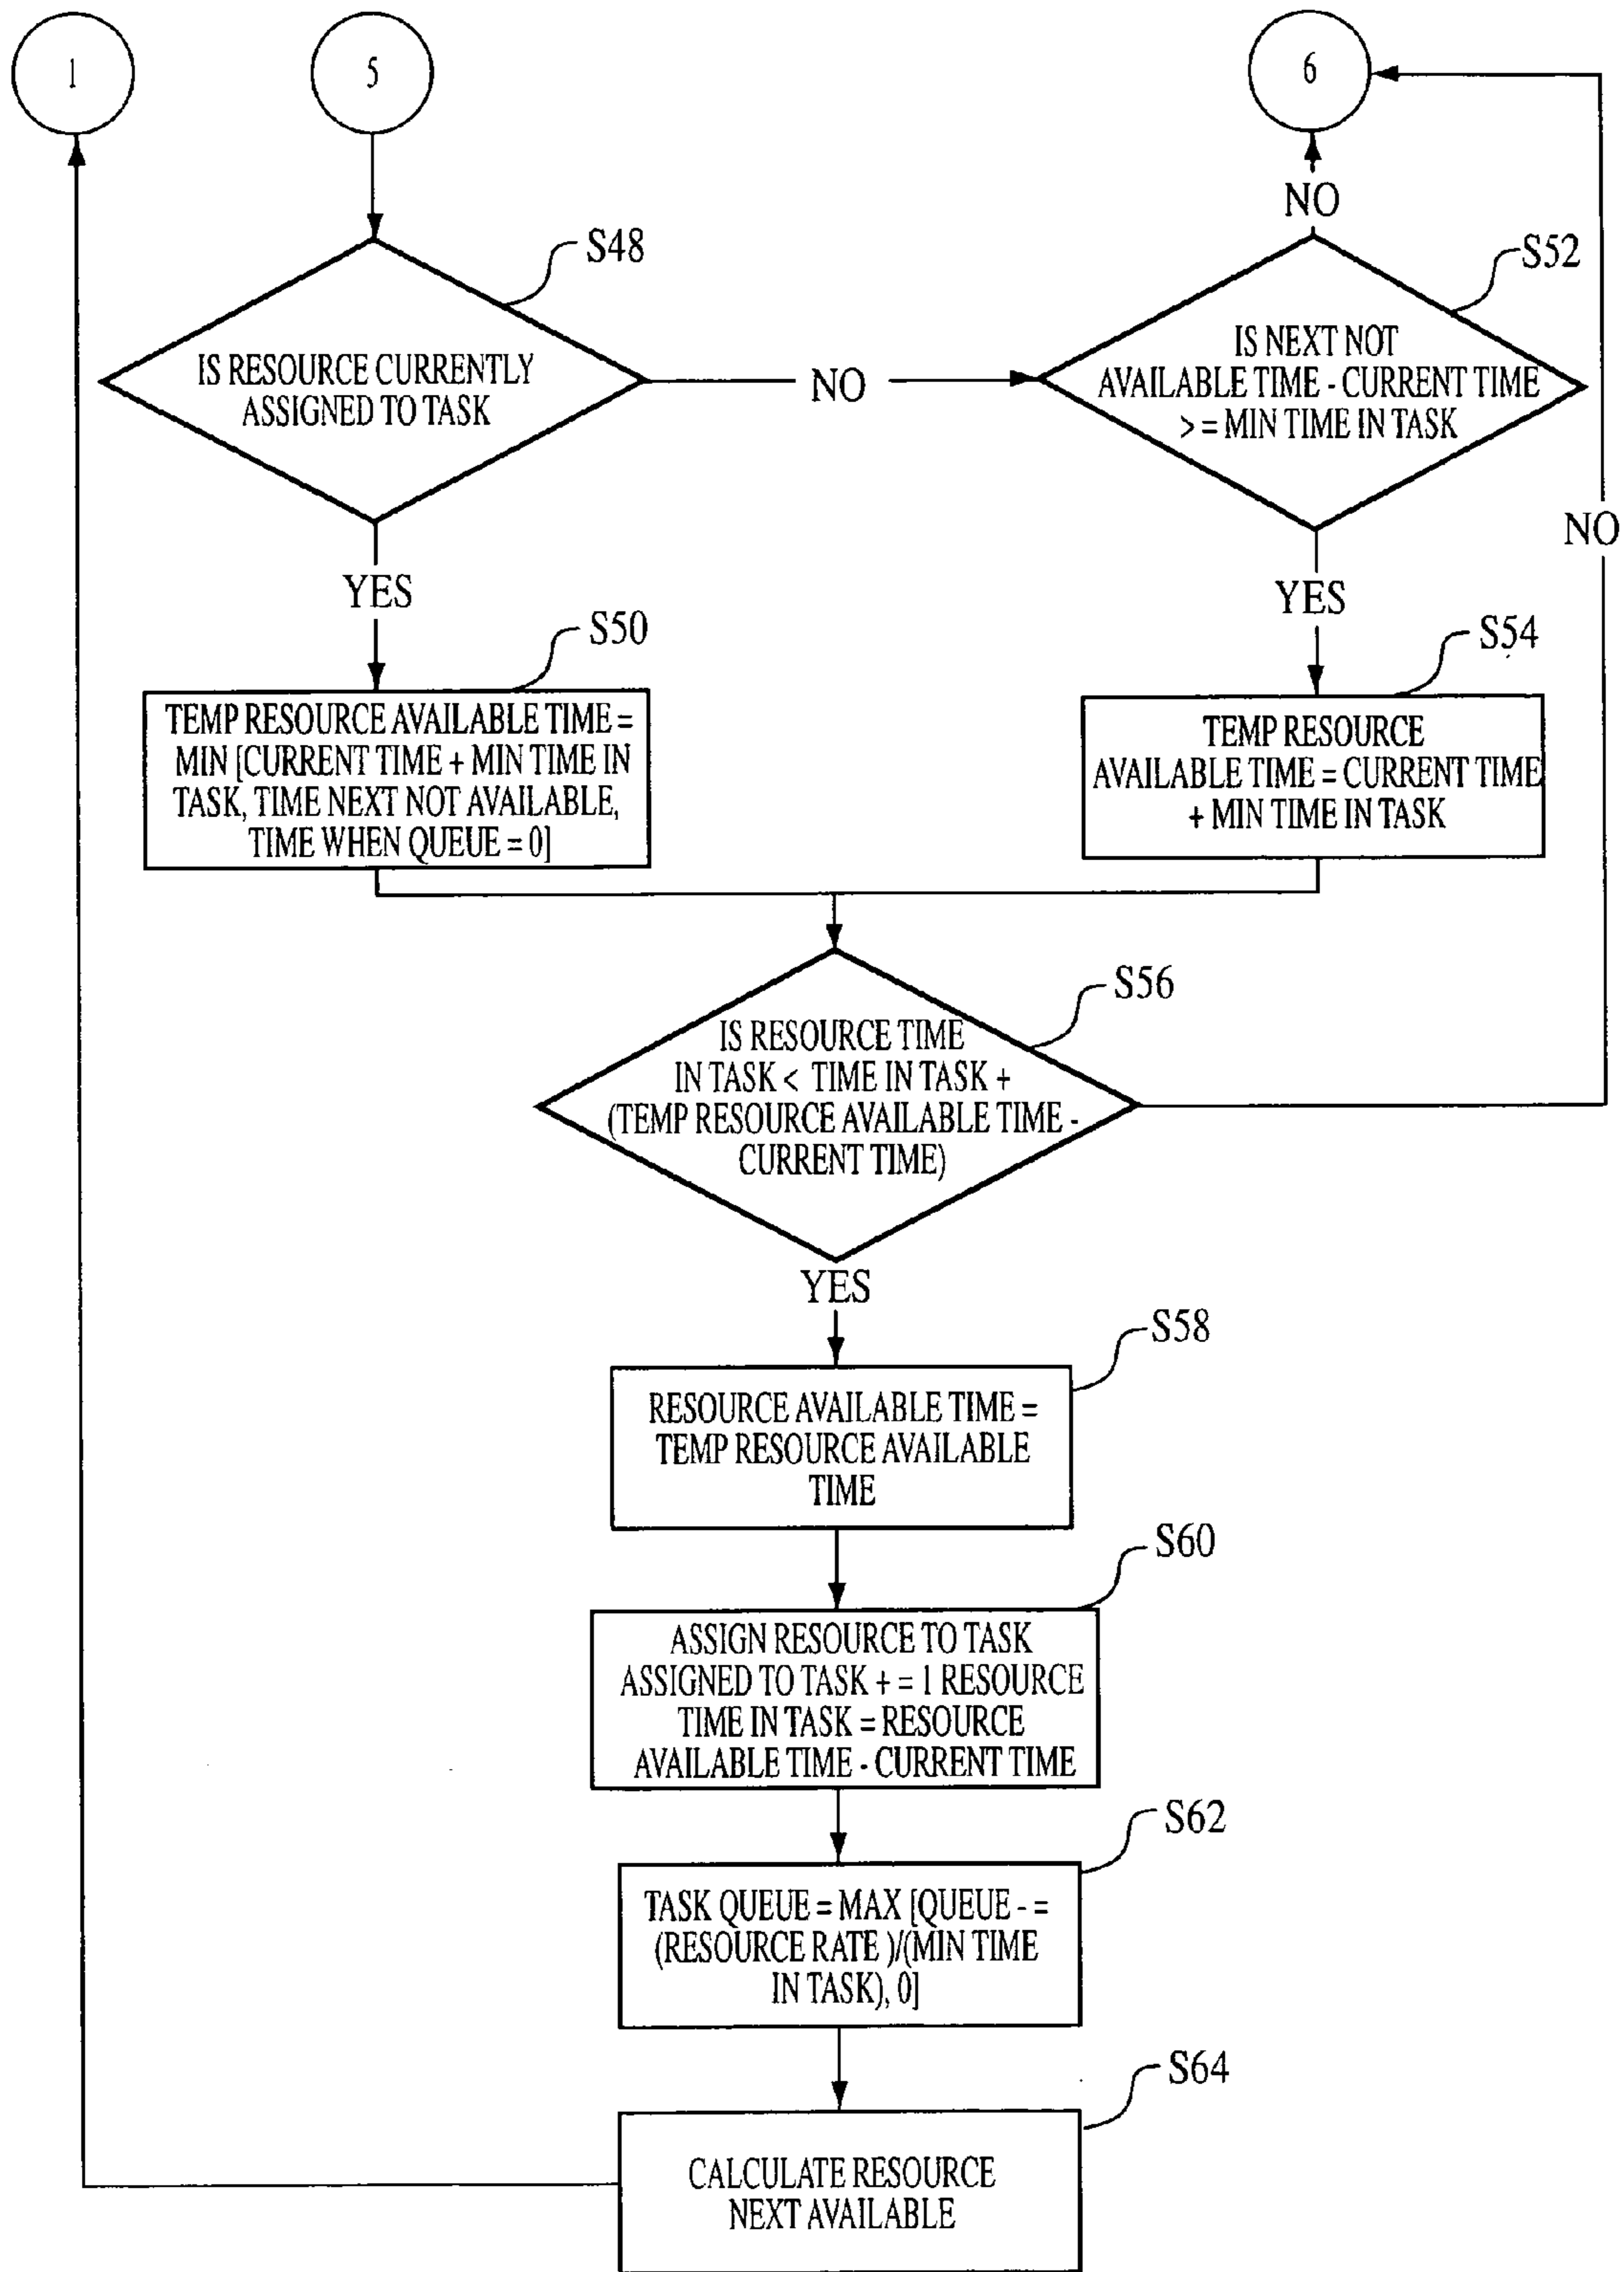 1
5
6
NO
S48
S52
IS RESOURCE CURRENTLY
ASSIGNED TO TASK
NO
IS NEXT NOT
AVAILABLE TIME - CURRENT TIME
> = MIN TIME IN TASK
NO
YES
YES
S50
S54
TEMP RESOURCE AVAILABLE TIME =
MIN [CURRENT TIME + MIN TIME IN
TASK, TIME NEXT NOT AVAILABLE,
TIME WHEN QUEUE = 0]
TEMP RESOURCE
AVAILABLE TIME = CURRENT TIME
+ MIN TIME IN TASK
S56
IS RESOURCE TIME
IN TASK < TIME IN TASK +
(TEMP RESOURCE AVAILABLE TIME -
CURRENT TIME)
YES
S58
RESOURCE AVAILABLE TIME =
TEMP RESOURCE AVAILABLE
TIME
S60
ASSIGN RESOURCE TO TASK
ASSIGNED TO TASK + = 1 RESOURCE
TIME IN TASK = RESOURCE
AVAILABLE TIME - CURRENT TIME
S62
TASK QUEUE = MAX [QUEUE - =
(RESOURCE RATE )/(MIN TIME
IN TASK), 0]
S64
CALCULATE RESOURCE
NEXT AVAILABLE